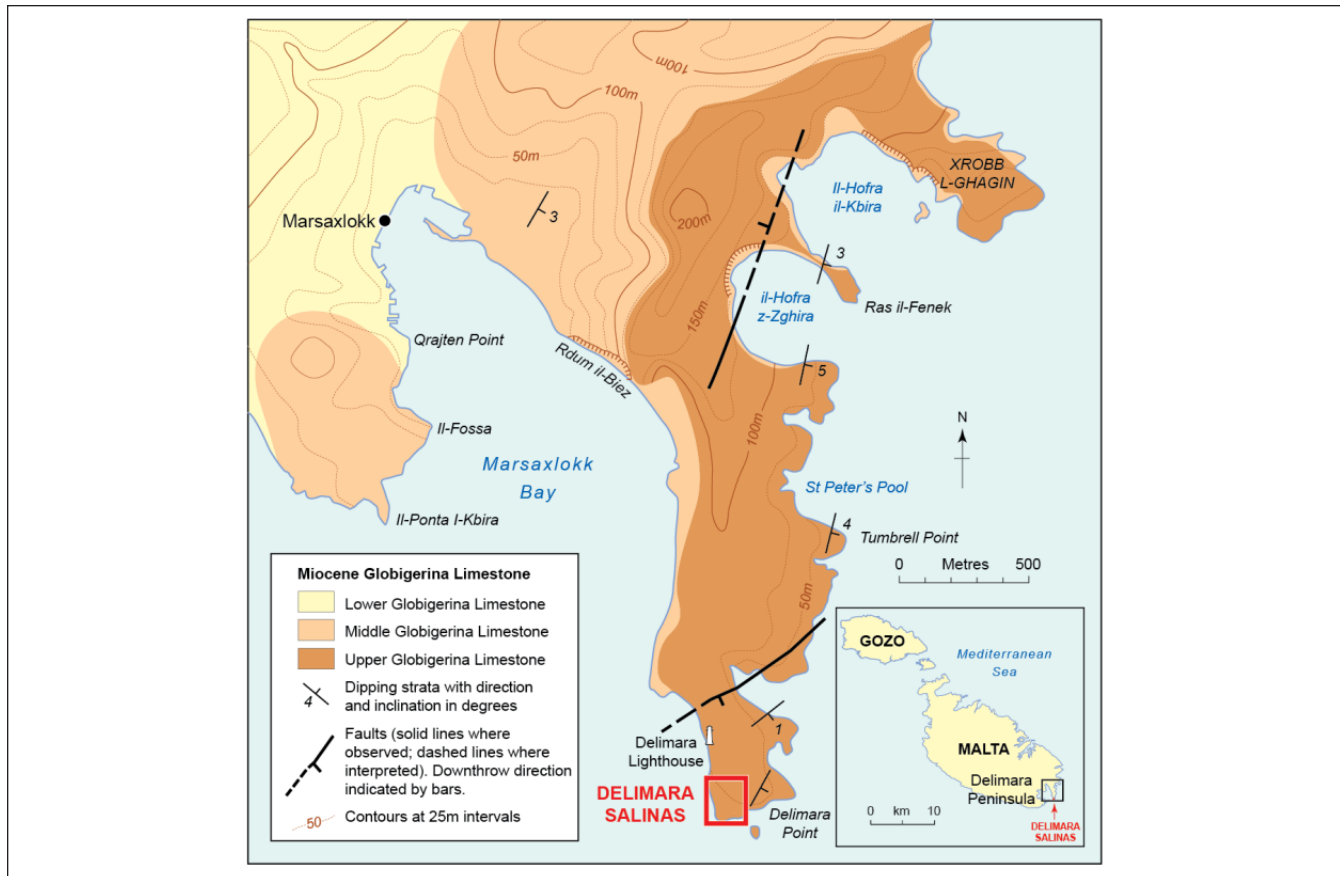 100m
100m
50m
200m
150m
100m
50m
Marsaxlokk
3
XROBB
L-GHAGIN
Il-Hofra
il-Kbira
3
il-Hofra
z-Zghira
Ras il-Fenek
Qrajten Point
Rdum il-Biez
5
Il-Fossa
Marsaxlokk
Bay
N
St Peter's Pool
Il-Ponta l-Kbira
4
Tumbrell Point
0 Metres 500
Miocene Globigerina Limestone
Lower Globigerina Limestone
Middle Globigerina Limestone
Upper Globigerina Limestone
4
Dipping strata with direction
and inclination in degrees
Faults (solid lines where
observed; dashed lines where
interpreted). Downthrow direction
indicated by bars.
50
Contours at 25m intervals
Delimara
Lighthouse
1
DELIMARA
SALINAS
Delimara
Point
GOZO
Mediterranean
Sea
MALTA
Delimara
Peninsula
0 km 10
DELIMARA
SALINAS